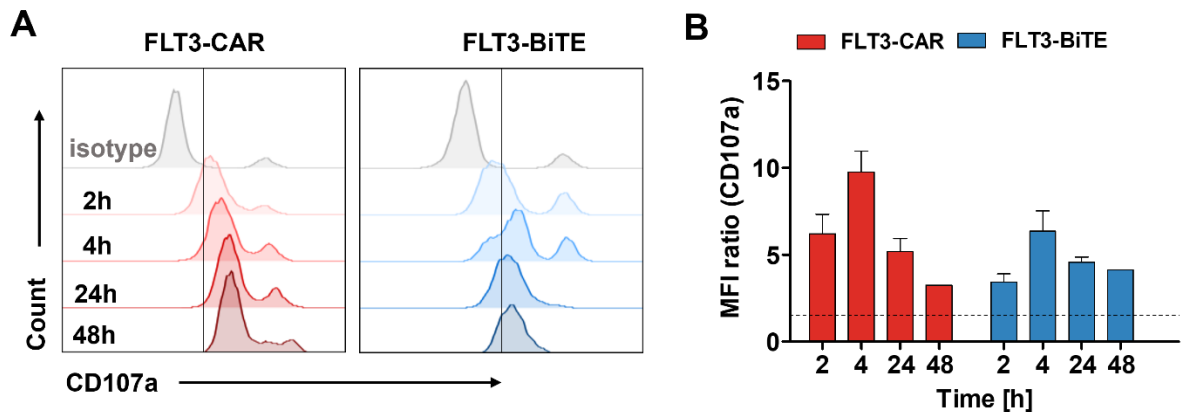 A
FLT3-CAR
FLT3-BiTE
isotype
2h
4h
24h
48h
Count
CD107a
B
FLT3-CAR FLT3-BiTE
MFI ratio (CD107a)
15
10
5
0
2 4 24 48 2 4 24 48
Time [h]